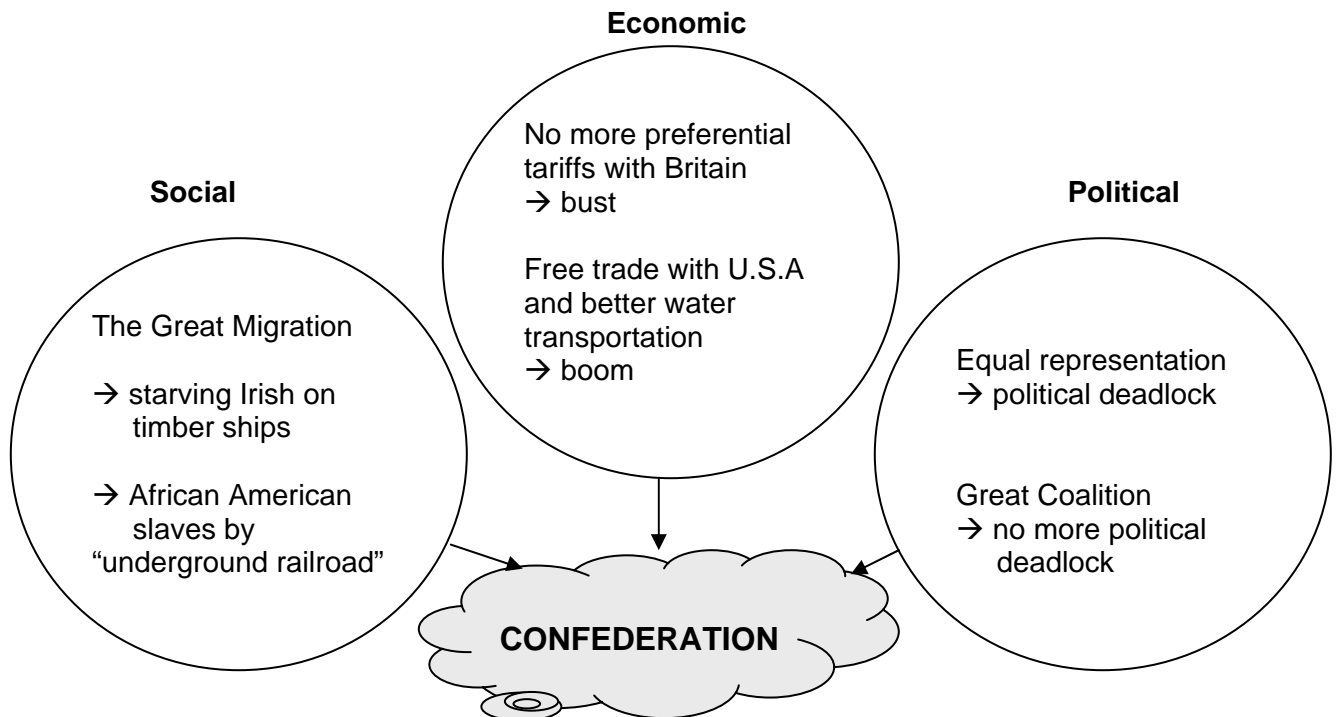 Economic
No more preferential
tariffs with Britain
→ bust
Free trade with U.S.A
and better water
transportation
→ boom
Social
The Great Migration
→ starving Irish on
timber ships
→ African American
slaves by
“underground railroad”
Political
Equal representation
→ political deadlock
Great Coalition
→ no more political
deadlock
CONFEDERATION